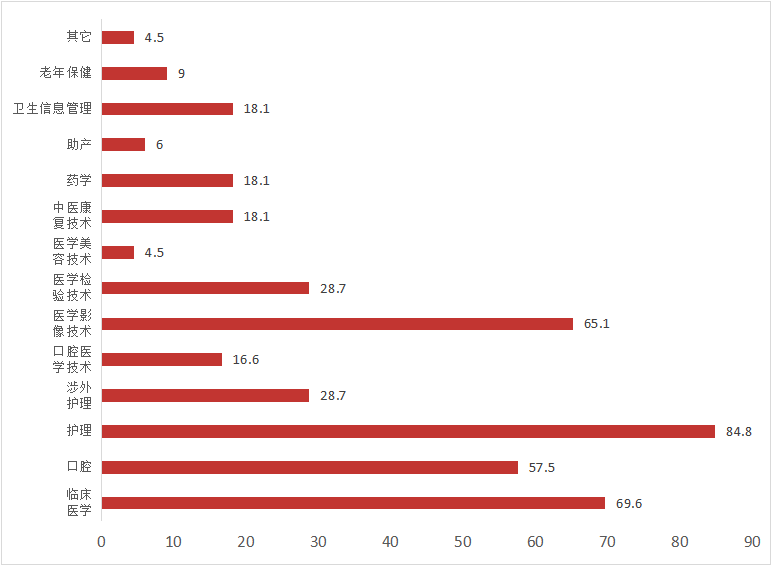 其它
4.5
老年保健
9
卫生信息管理
18.1
助产
6
药学
18.1
中医康
复技术
18.1
医学美
容技术
4.5
医学检
验技术
28.7
医学影
像技术
65.1
口腔医
学技术
16.6
涉外
护理
28.7
护理
84.8
口腔
57.5
临床
医学
69.6
0 10 20 30 40 50 60 70 80 90